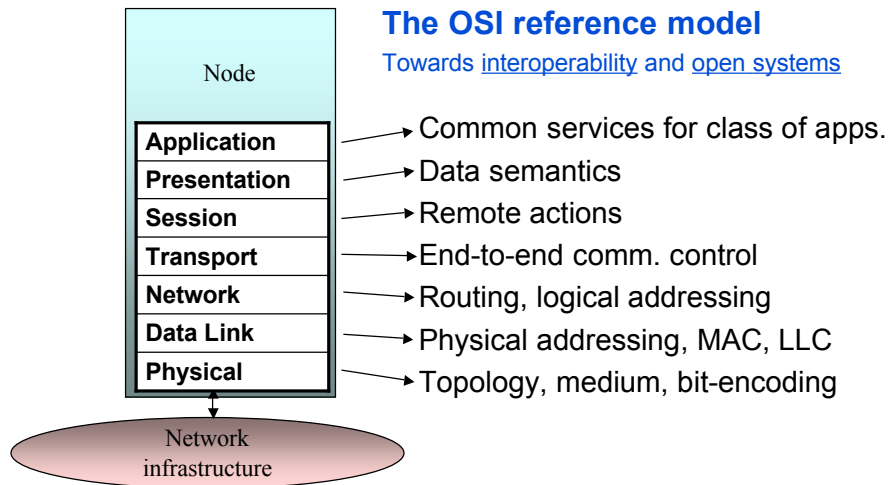 The OSI reference model
Towards interoperability and open systems
Node
Application
Common services for class of apps.
Presentation
Data semantics
Session
Remote actions
Transport
End-to-end comm. control
Network
Routing, logical addressing
Data Link
Physical addressing, MAC, LLC
Physical
Topology, medium, bit-encoding
Network
infrastructure